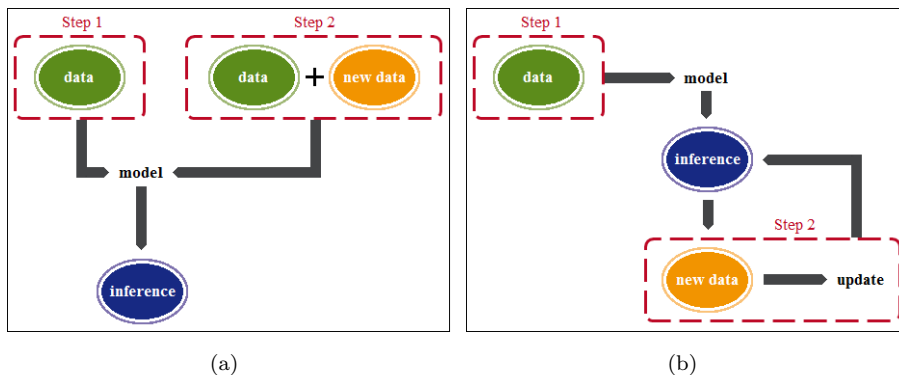 Step 1
Step 2
data
data + new data
model
inference
(a)
Step 1
data
model
inference
Step 2
new data
update
(b)